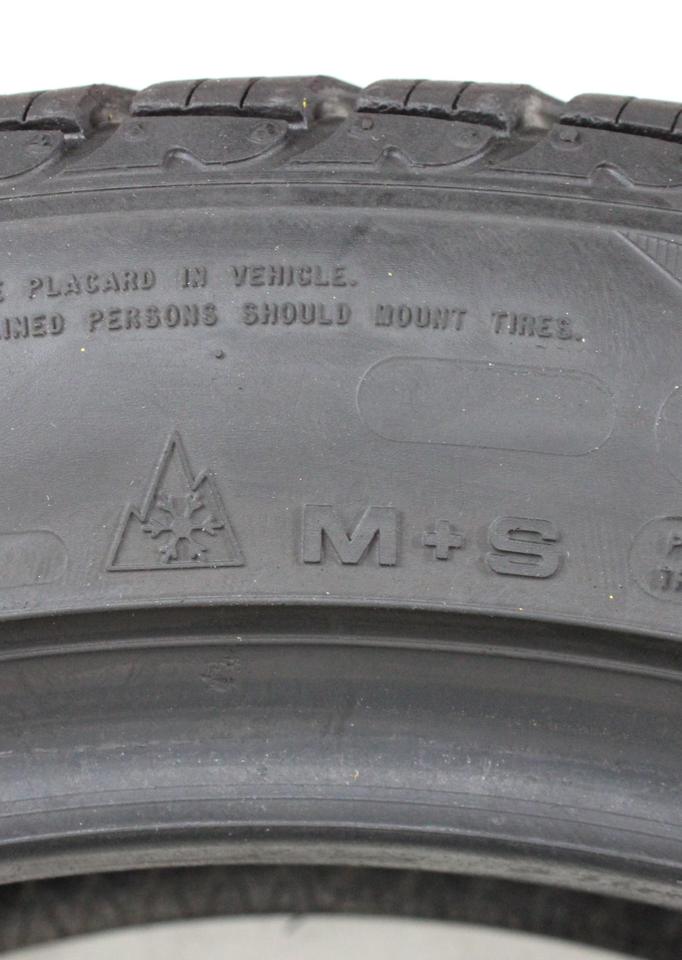 PLACARD IN VEHICLE.
PERSONS SHOULD MOUNT TIRES.
M+S